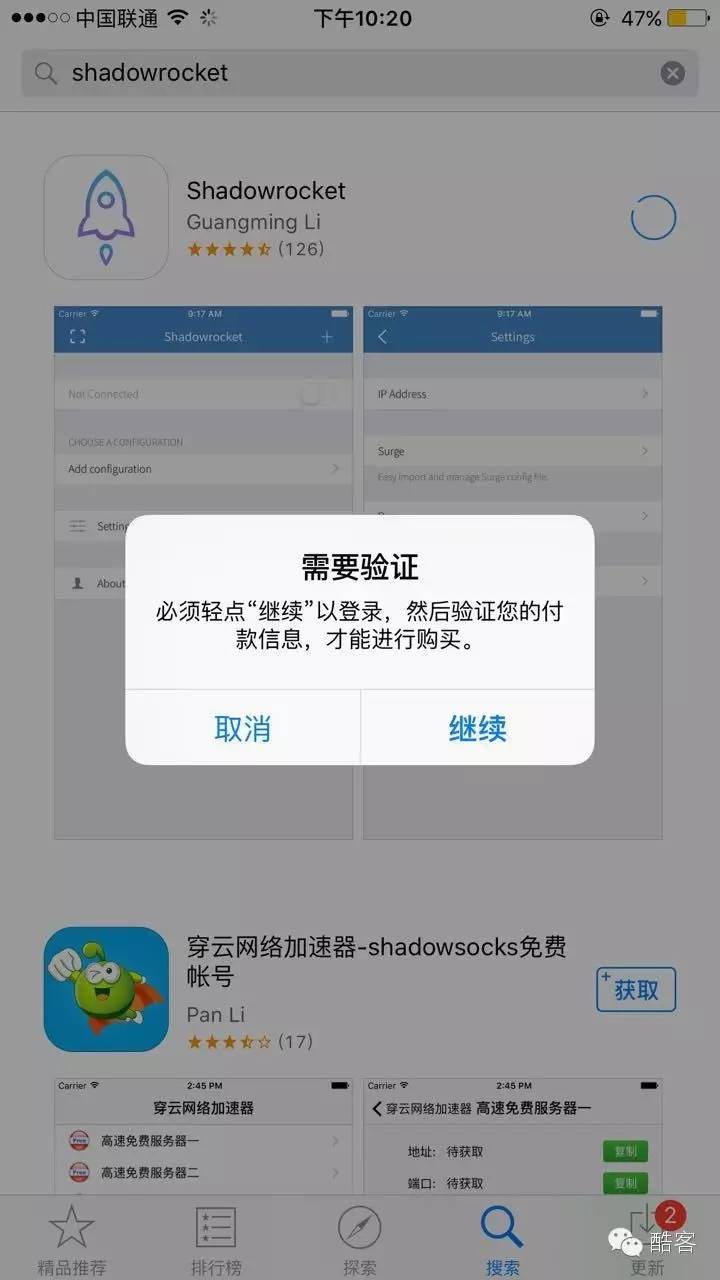 中国联通 下午10:20 47%
shadowrocket
Shadowrocket
Guangming Li
(126)
Carrier 9:17 AM
Shadowrocket
Not Connected
CHOOSE A CONFIGURATION
Add configuration
About
Carrier 9:17 AM
Settings
IP Address
Surge
Easy import and manage Surge config file.
需要验证
必须轻点“继续”以登录，然后验证您的付
款信息，才能进行购买。
取消 继续
穿云网络加速器-shadowsocks免费
帐号
获取
Pan Li
(17)
Carrier 2:45 PM
穿云网络加速器
Free 高速免费服务器一
Free 高速免费服务器二
Carrier 2:45 PM
穿云网络加速器 高速免费服务器一
地址: 待获取 复制
端口: 待获取 复制
精品推荐 排行榜 探索 搜索 更新
2
酷客